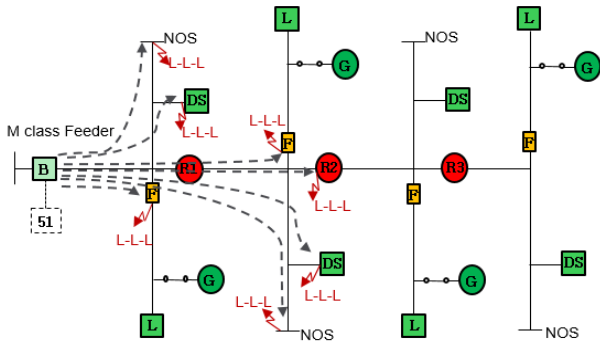 L
L
NOS
NOS
G
G
L-L-L
DS
DS
L-L-L
L-L-L
M class Feeder
F
F
B
R1
R2
R3
F
F
51
L-L-L
L-L-L
DS
DS
G
G
L-L-L
L-L-L
L
L
NOS
NOS